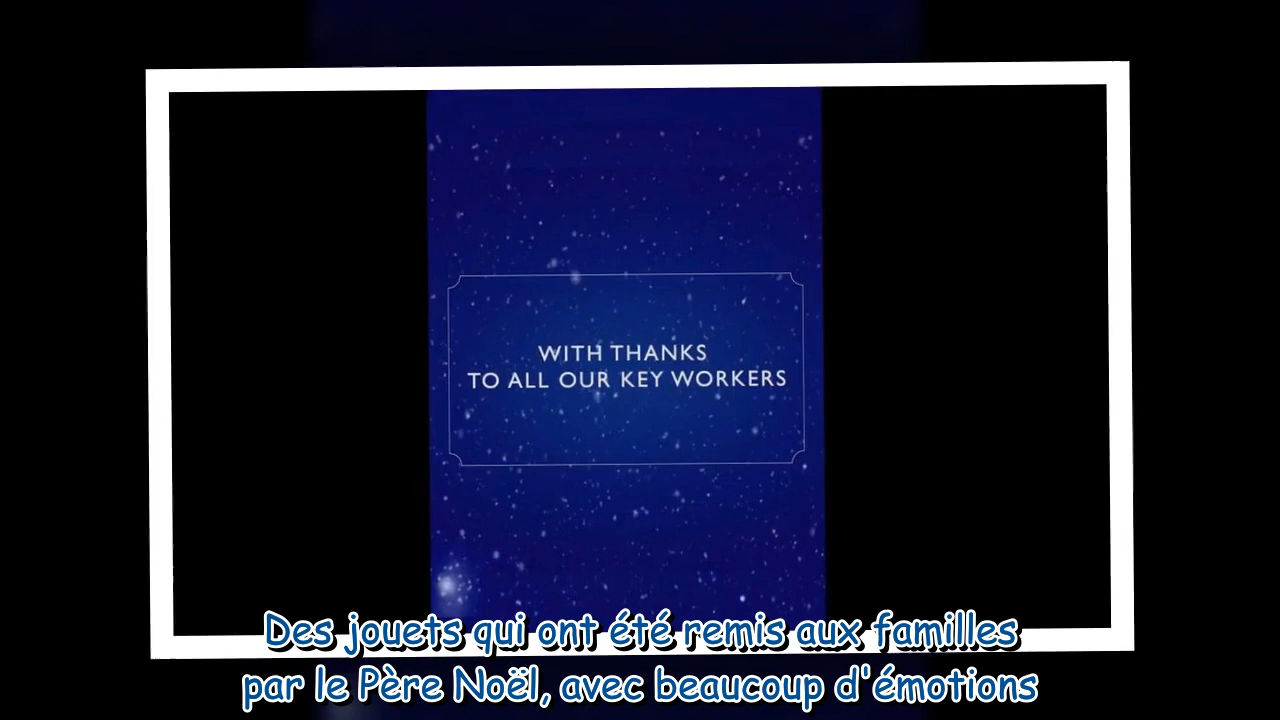 WITH THANKS
TO ALL OUR KEY WORKERS
Des jouets qui ont été remis aux familles
par le Père Noël, avec beaucoup d'émotions